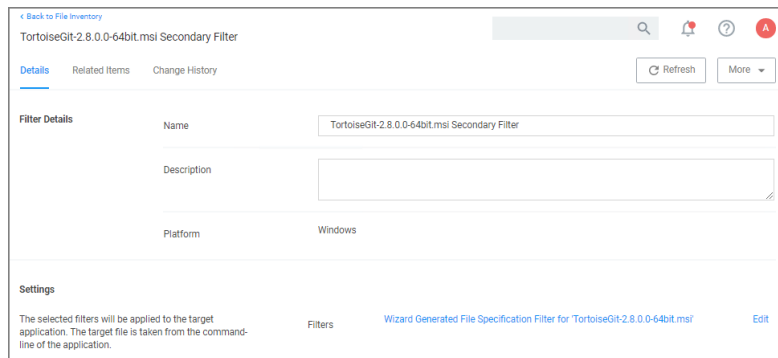 Back to File Inventory
TortoiseGit-2.8.0.0-64bit.msi Secondary Filter
A
Details Related Items Change History
Refresh More
Filter Details
Name TortoiseGit-2.8.0.0-64bit.msi Secondary Filter
Description
Platform Windows
Settings
The selected filters will be applied to the target
application. The target file is taken from the command-
line of the application.
Filters Wizard Generated File Specification Filter for 'TortoiseGit-2.8.0.0-64bit.msi' Edit